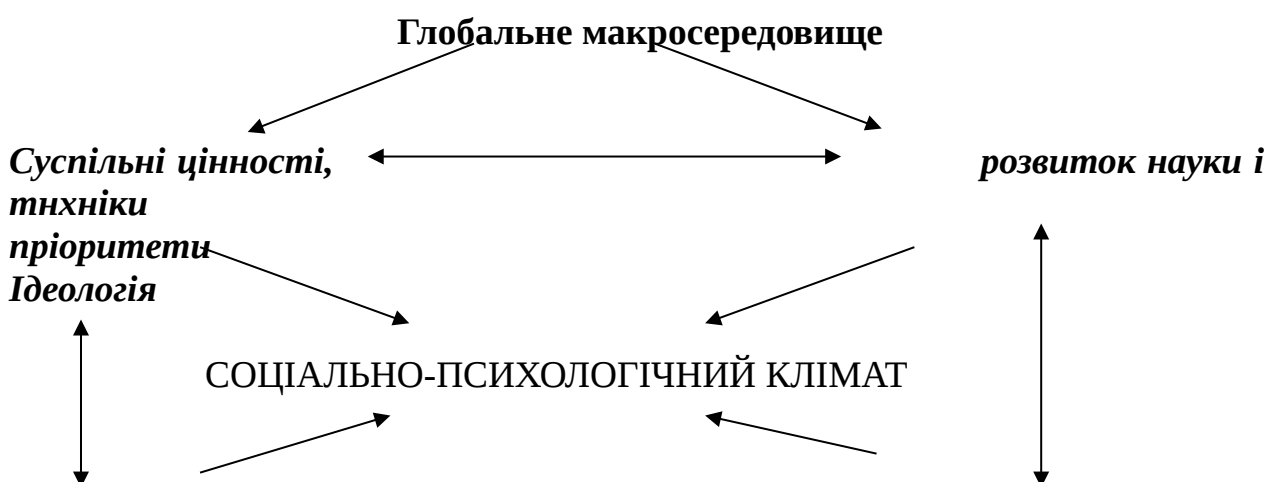 Глобальне макросередовище
Суспільні цінності, розвиток науки і
тнхніки
пріоритети
Ідеологія
СОЦІАЛЬНО-ПСИХОЛОГІЧНИЙ КЛІМАТ